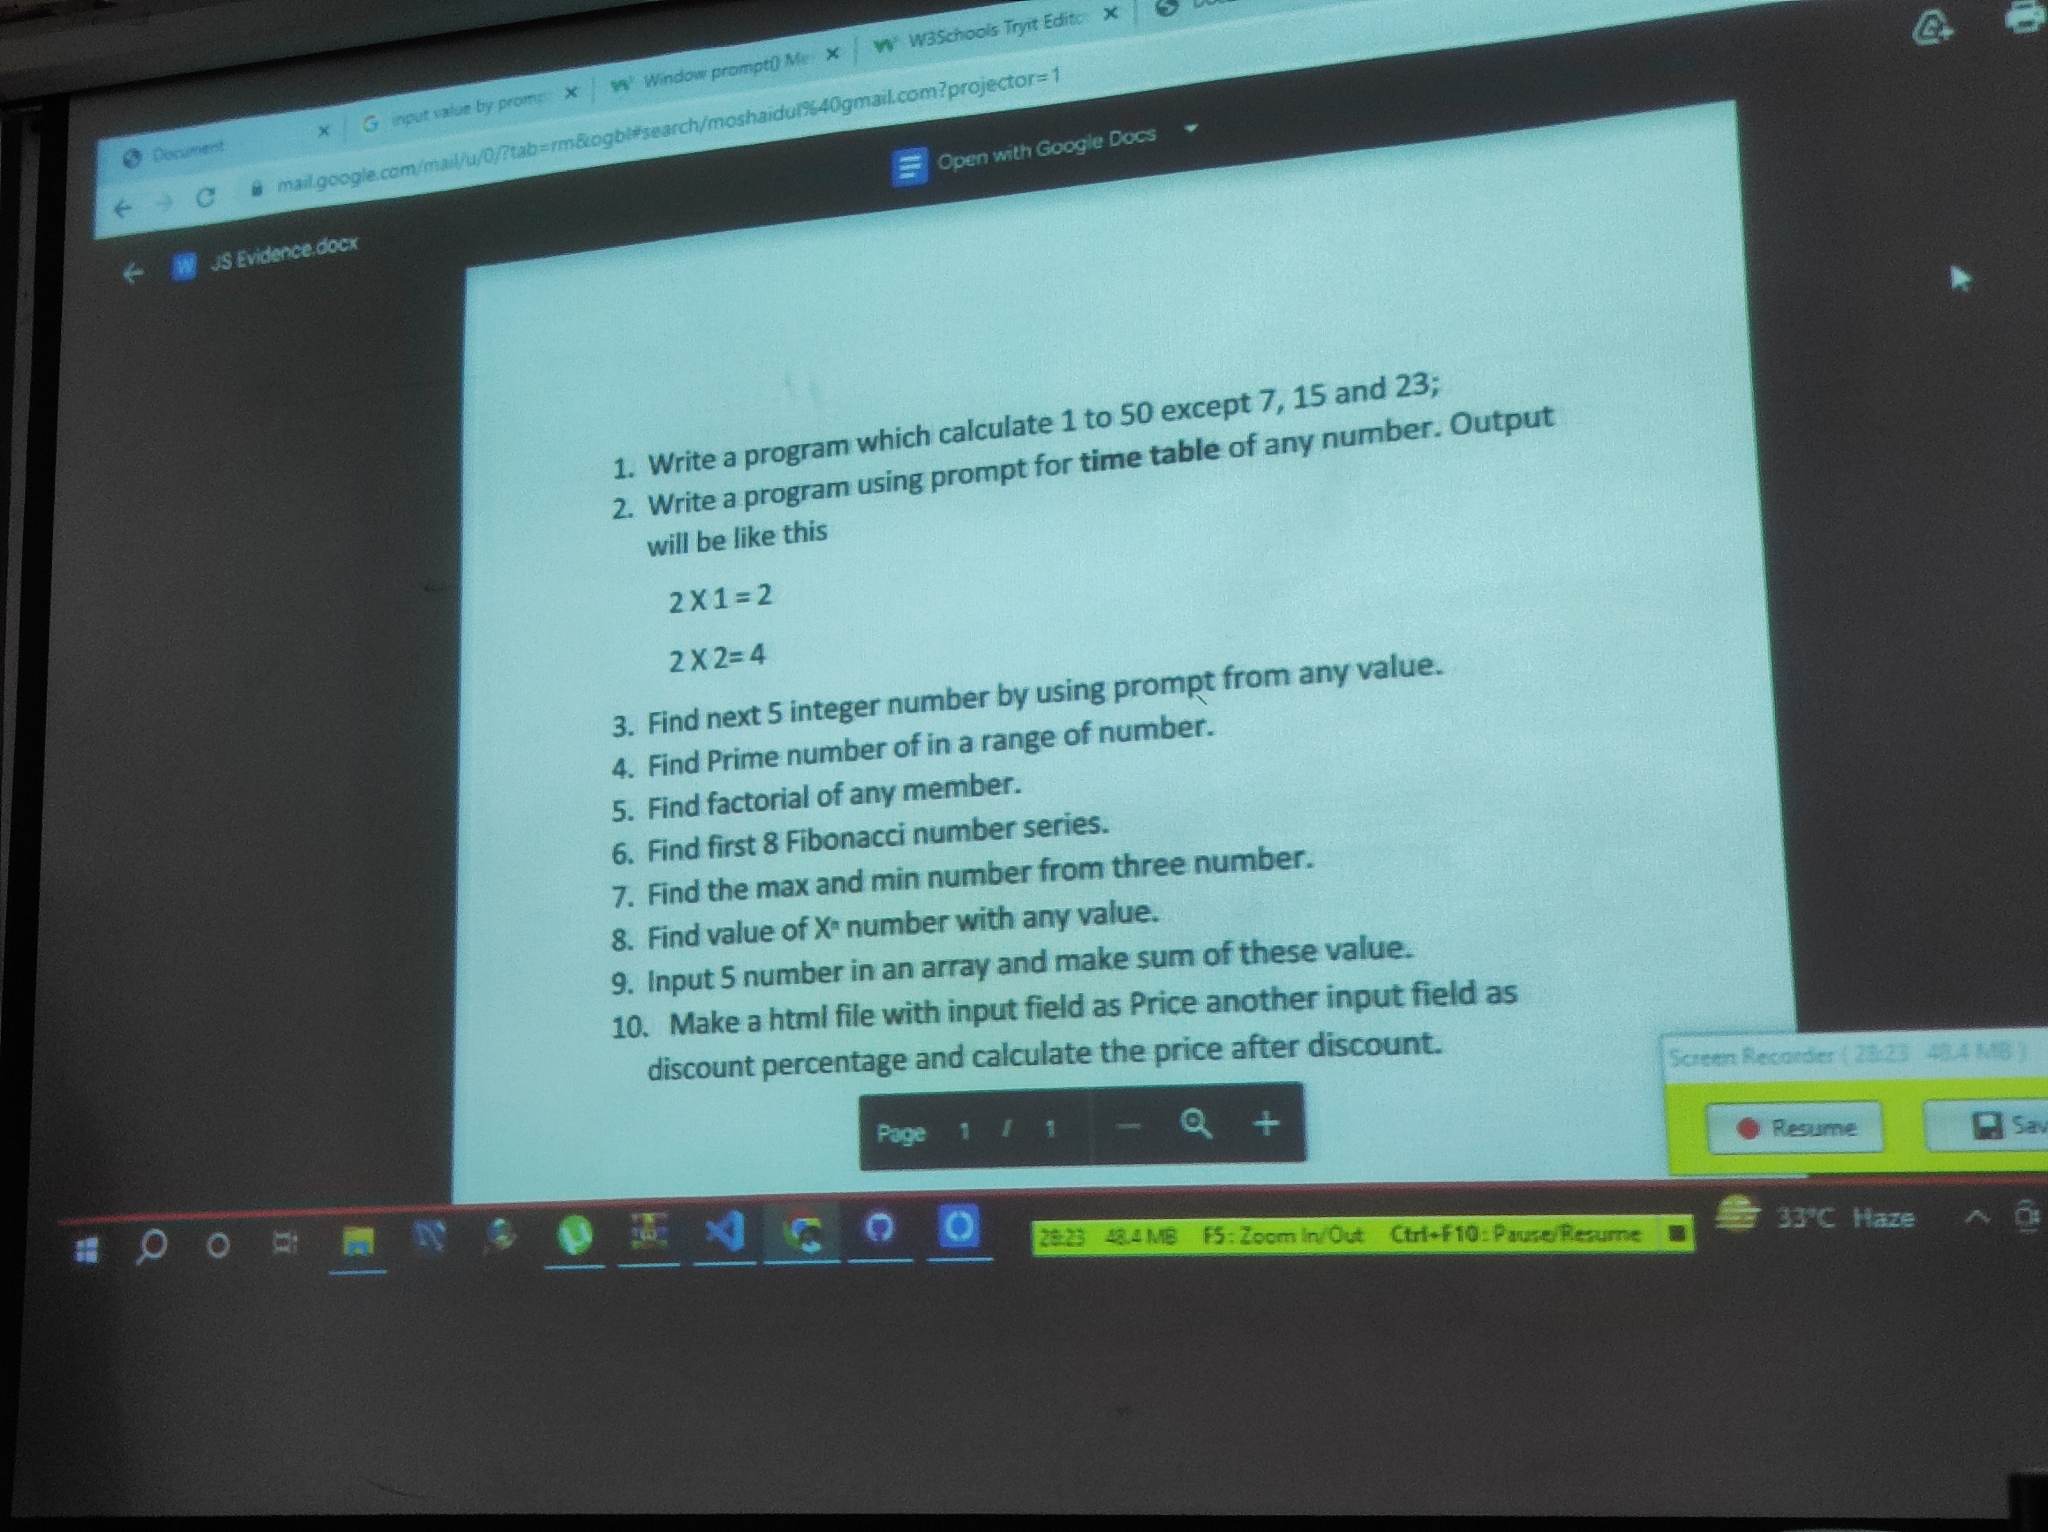 Document
input value by promp
Window prompt() Me
W3Schools Tryit Edito
mail.google.com/mail/u/0/?tab=rm&ogbl#search/moshaidul%40gmail.com?projector=1
JS Evidence.docx
Open with Google Docs
1. Write a program which calculate 1 to 50 except 7, 15 and 23;
2. Write a program using prompt for time table of any number. Output
will be like this
2 X 1 = 2
2 X 2= 4
3. Find next 5 integer number by using prompt from any value.
4. Find Prime number of in a range of number.
5. Find factorial of any member.
6. Find first 8 Fibonacci number series.
7. Find the max and min number from three number.
8. Find value of Xⁿ number with any value.
9. Input 5 number in an array and make sum of these value.
10. Make a html file with input field as Price another input field as
discount percentage and calculate the price after discount.
Page 1 / 1
Screen Recorder ( 28:23 48.4 MB )
Resume
Sav
28:23 48.4 MB F5: Zoom In/Out Ctrl+F10: Pause/Resume
33°C Haze